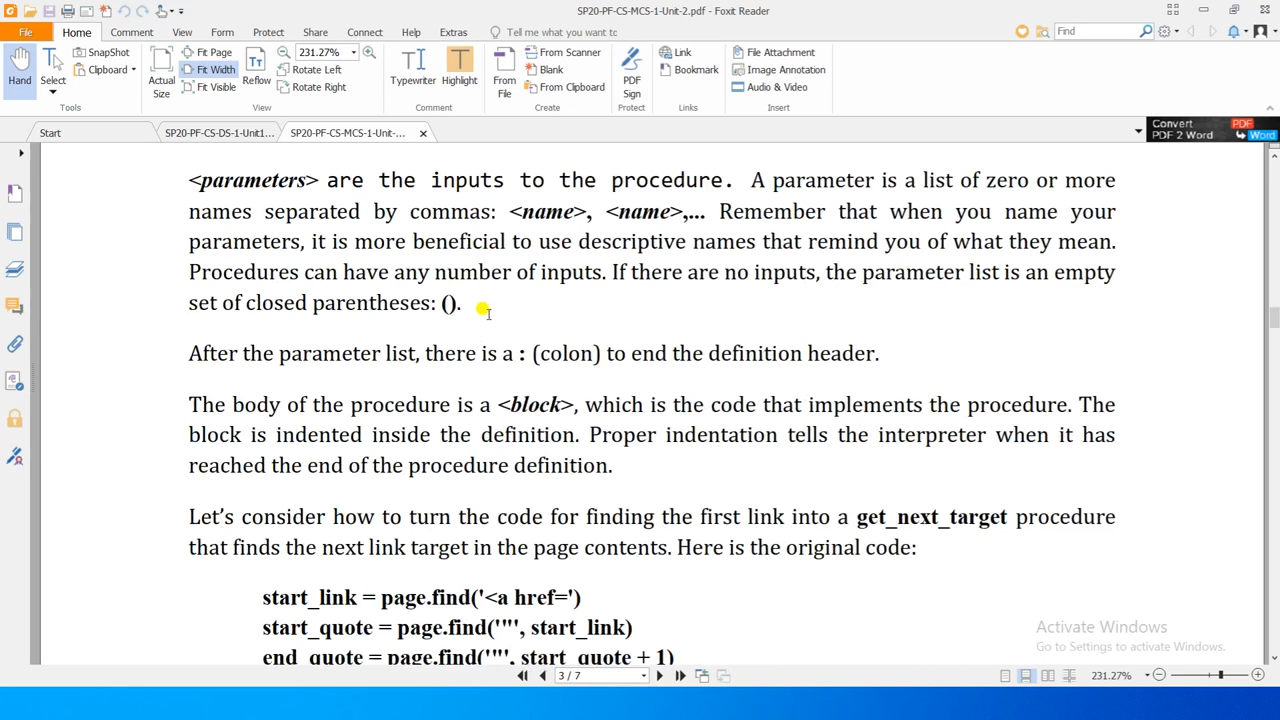 SP20-PF-CS-MCS-1-Unit-2.pdf - Foxit Reader
File Home Comment View Form Protect Share Connect Help Extras Tell me what you want tc Find
Hand
Select
SnapShot
Clipboard
Tools
Actual Size
Fit Page
Fit Width
Fit Visible
Reflow
231.27%
Rotate Left
Rotate Right
View
Typewriter
Highlight
Comment
From File
From Scanner
Blank
From Clipboard
Create
PDF Sign
Protect
Link
Bookmark
Links
File Attachment
Image Annotation
Audio & Video
Insert
Start SP20-PF-CS-DS-1-Unit1... SP20-PF-CS-MCS-1-Unit-...
Convert PDF
PDF 2 Word Word
<parameters> are the inputs to the procedure. A parameter is a list of zero or more
names separated by commas: <name>, <name>,... Remember that when you name your
parameters, it is more beneficial to use descriptive names that remind you of what they mean.
Procedures can have any number of inputs. If there are no inputs, the parameter list is an empty
set of closed parentheses: ().
After the parameter list, there is a : (colon) to end the definition header.
The body of the procedure is a <block>, which is the code that implements the procedure. The
block is indented inside the definition. Proper indentation tells the interpreter when it has
reached the end of the procedure definition.
Let’s consider how to turn the code for finding the first link into a get_next_target procedure
that finds the next link target in the page contents. Here is the original code:
start_link = page.find('<a href=')
start_quote = page.find('"', start_link)
end_quote = page.find('"', start_quote + 1)
Activate Windows
Go to Settings to activate Windows.
3 / 7
231.27%